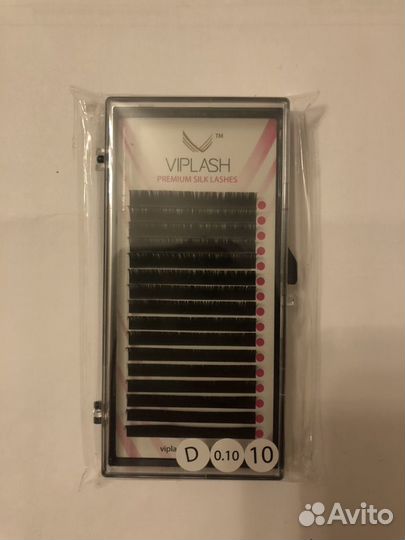 TM
VIPLASH
PREMIUM SILK LASHES
D 0.10 10
Avito